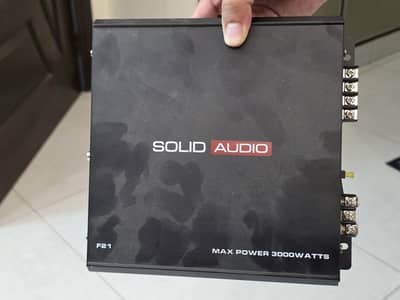 SOLID AUDIO
F21
MAX POWER 3000WATTS